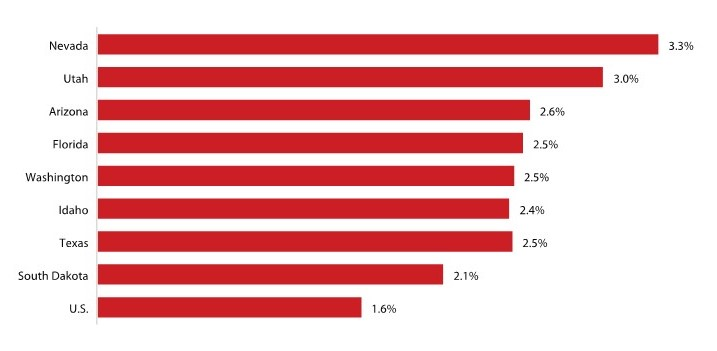 Nevada 3.3%
Utah 3.0%
Arizona 2.6%
Florida 2.5%
Washington 2.5%
Idaho 2.4%
Texas 2.5%
South Dakota 2.1%
U.S. 1.6%